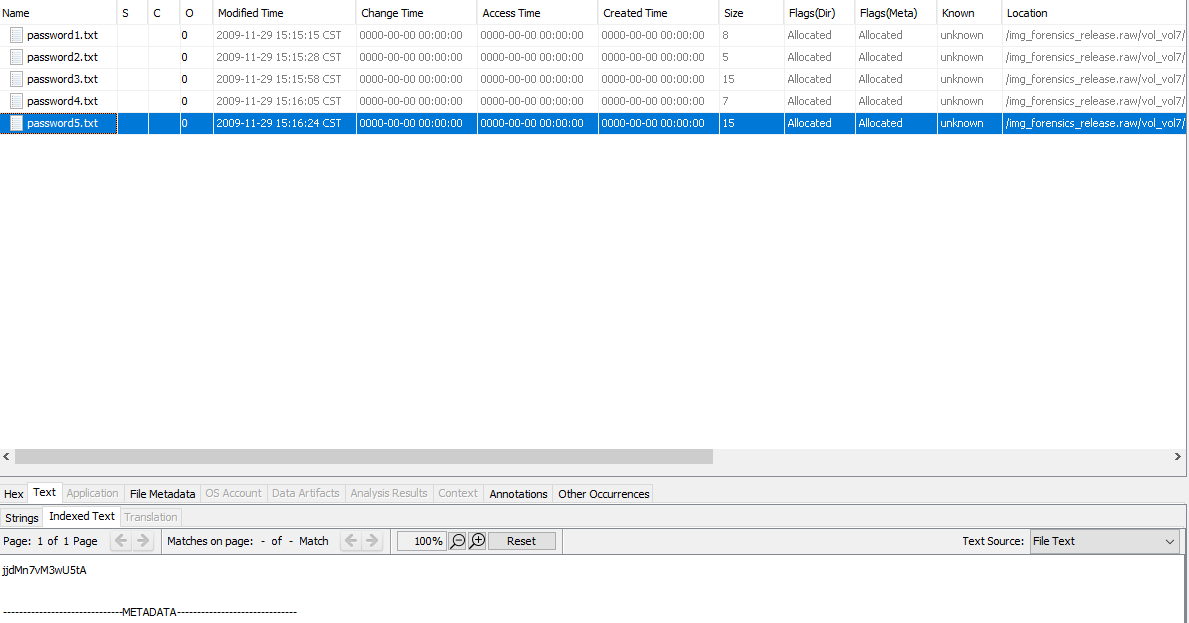 Name S C O Modified Time Change Time Access Time Created Time Size Flags(Dir) Flags(Meta) Known Location
password1.txt 0 2009-11-29 15:15:15 CST 0000-00-00 00:00:00 0000-00-00 00:00:00 0000-00-00 00:00:00 8 Allocated Allocated unknown /img_forensics_release.raw/vol_vol7/
password2.txt 0 2009-11-29 15:15:28 CST 0000-00-00 00:00:00 0000-00-00 00:00:00 0000-00-00 00:00:00 5 Allocated Allocated unknown /img_forensics_release.raw/vol_vol7/
password3.txt 0 2009-11-29 15:15:58 CST 0000-00-00 00:00:00 0000-00-00 00:00:00 0000-00-00 00:00:00 15 Allocated Allocated unknown /img_forensics_release.raw/vol_vol7/
password4.txt 0 2009-11-29 15:16:05 CST 0000-00-00 00:00:00 0000-00-00 00:00:00 0000-00-00 00:00:00 7 Allocated Allocated unknown /img_forensics_release.raw/vol_vol7/
password5.txt 0 2009-11-29 15:16:24 CST 0000-00-00 00:00:00 0000-00-00 00:00:00 0000-00-00 00:00:00 15 Allocated Allocated unknown /img_forensics_release.raw/vol_vol7/
Hex Text Application File Metadata OS Account Data Artifacts Analysis Results Context Annotations Other Occurrences
Strings Indexed Text Translation
Page: 1 of 1 Page Matches on page: - of - Match 100% Reset Text Source: File Text
jjdMn7vM3wU5tA
------------------------------METADATA------------------------------